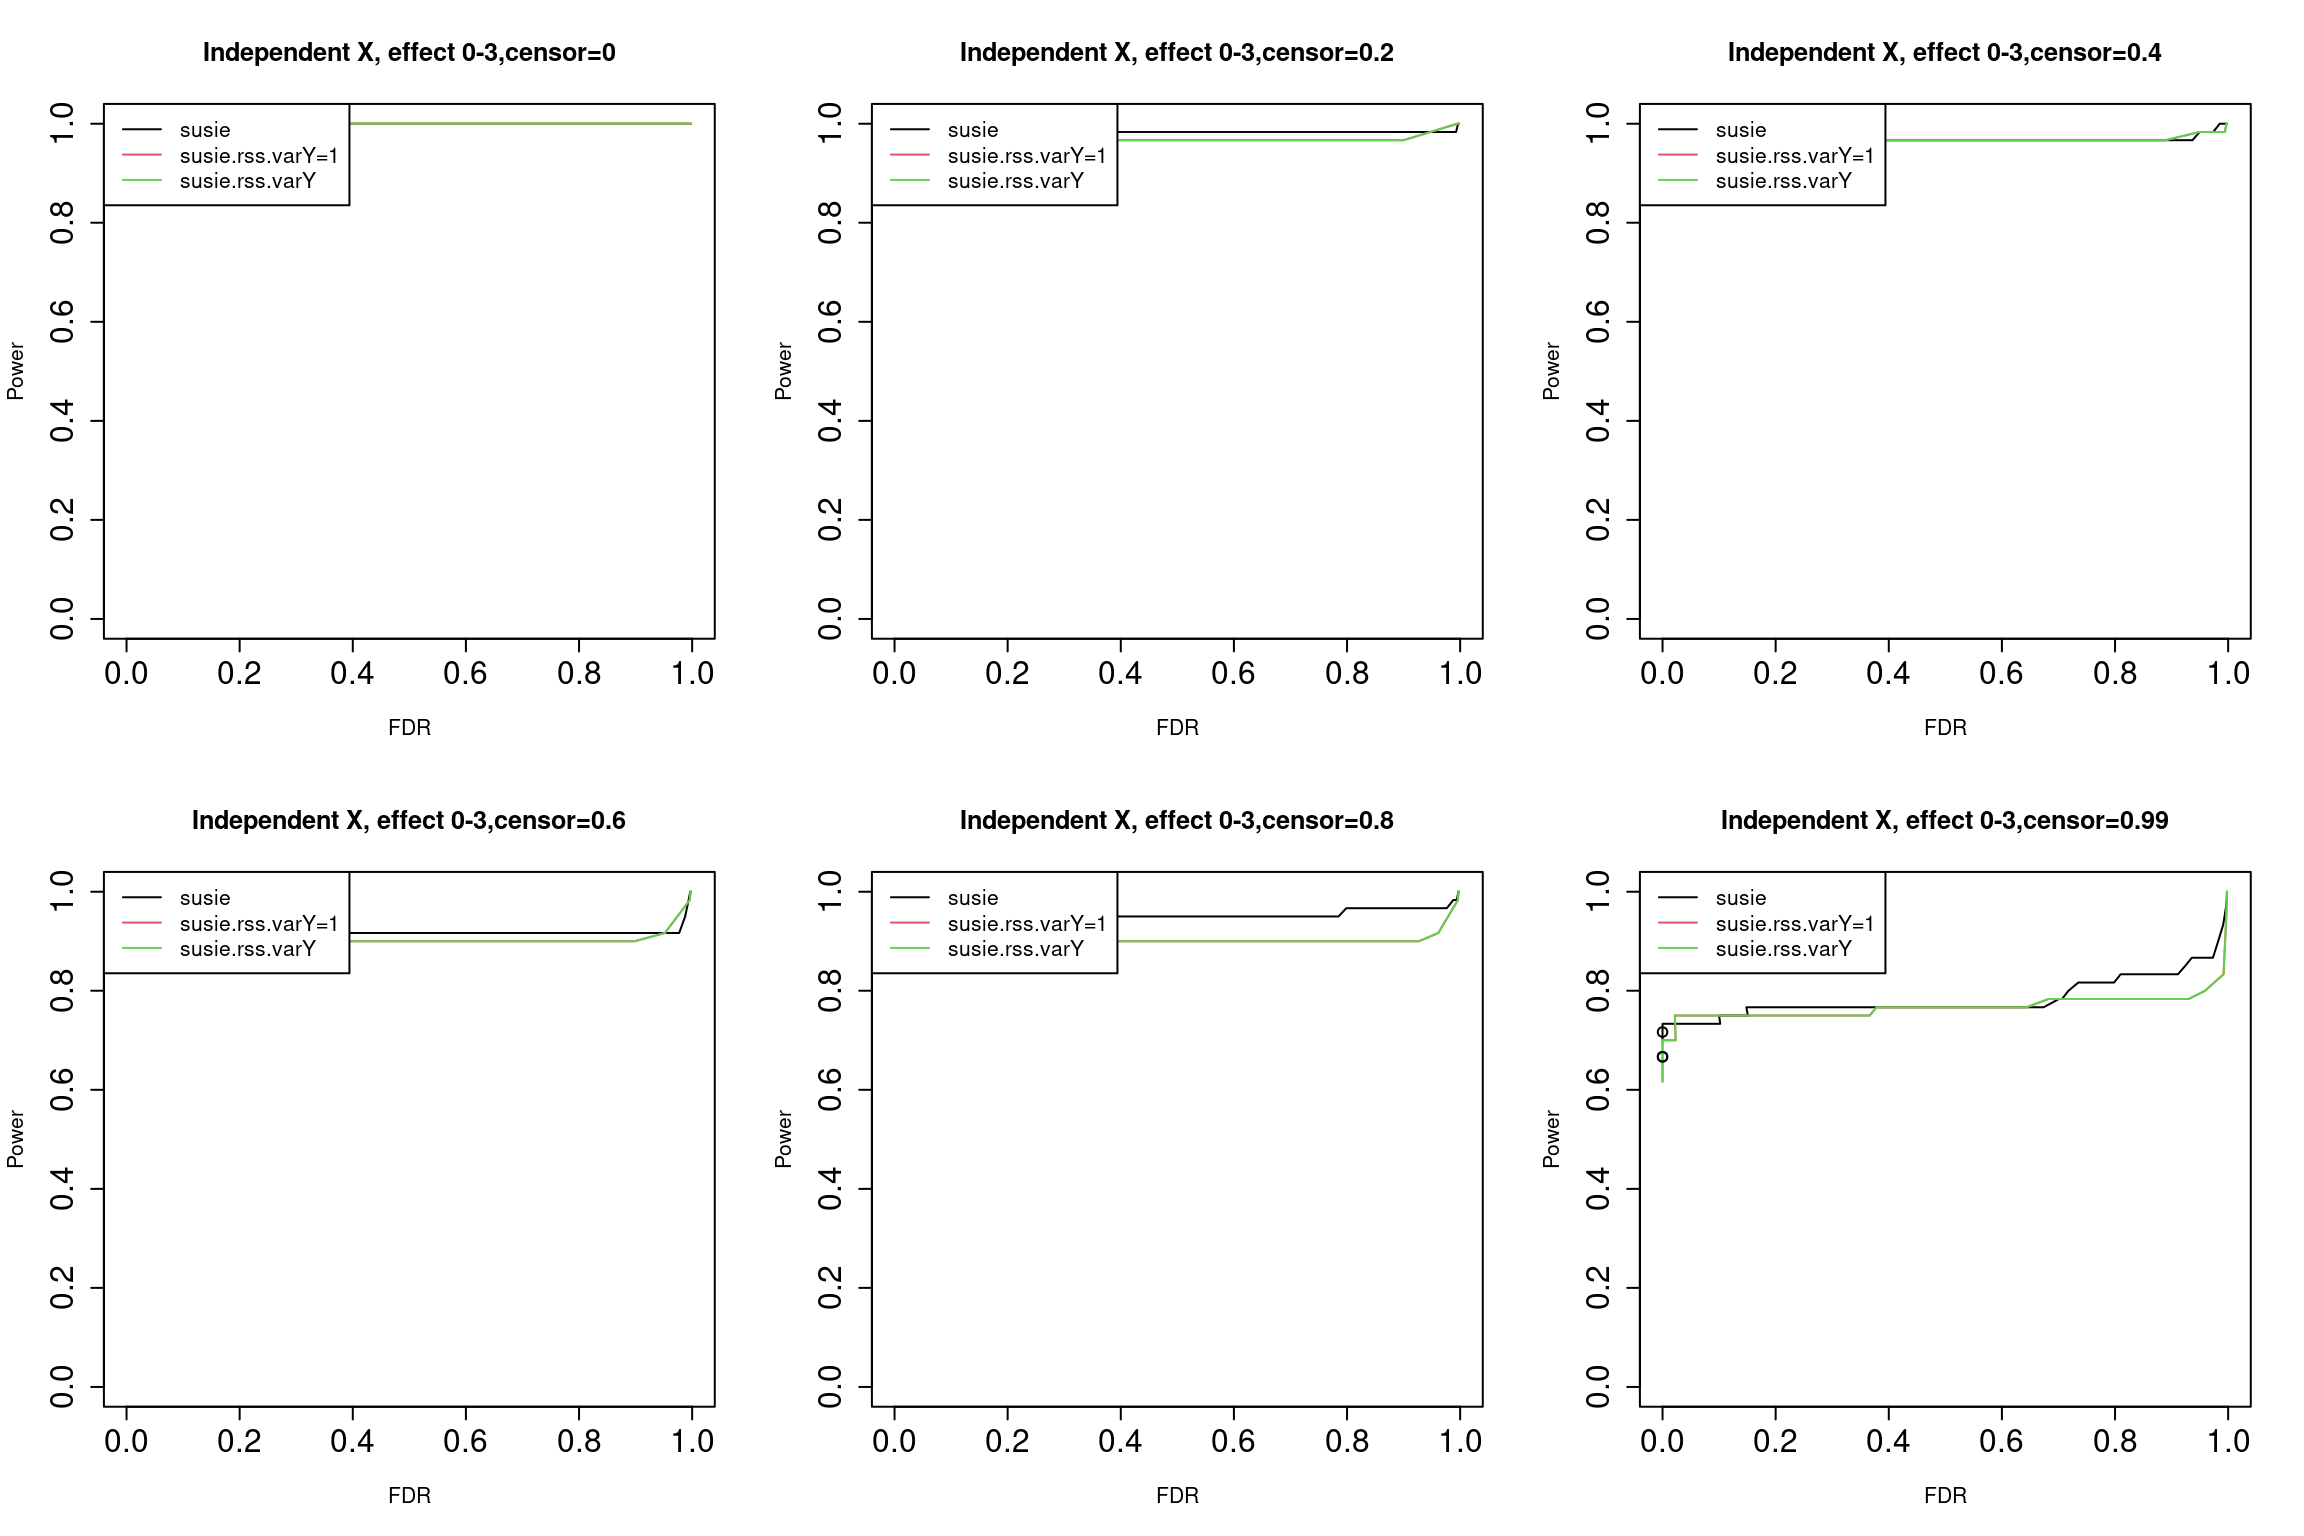 Independent X, effect 0-3,censor=0
susie
susie.rss.varY=1
susie.rss.varY
1.0
0.8
0.6
0.4
0.2
0.0
Power
0.0 0.2 0.4 0.6 0.8 1.0
FDR
Independent X, effect 0-3,censor=0.2
susie
susie.rss.varY=1
susie.rss.varY
1.0
0.8
0.6
0.4
0.2
0.0
Power
0.0 0.2 0.4 0.6 0.8 1.0
FDR
Independent X, effect 0-3,censor=0.4
susie
susie.rss.varY=1
susie.rss.varY
1.0
0.8
0.6
0.4
0.2
0.0
Power
0.0 0.2 0.4 0.6 0.8 1.0
FDR
Independent X, effect 0-3,censor=0.6
susie
susie.rss.varY=1
susie.rss.varY
1.0
0.8
0.6
0.4
0.2
0.0
Power
0.0 0.2 0.4 0.6 0.8 1.0
FDR
Independent X, effect 0-3,censor=0.8
susie
susie.rss.varY=1
susie.rss.varY
1.0
0.8
0.6
0.4
0.2
0.0
Power
0.0 0.2 0.4 0.6 0.8 1.0
FDR
Independent X, effect 0-3,censor=0.99
susie
susie.rss.varY=1
susie.rss.varY
1.0
0.8
0.6
0.4
0.2
0.0
Power
0.0 0.2 0.4 0.6 0.8 1.0
FDR